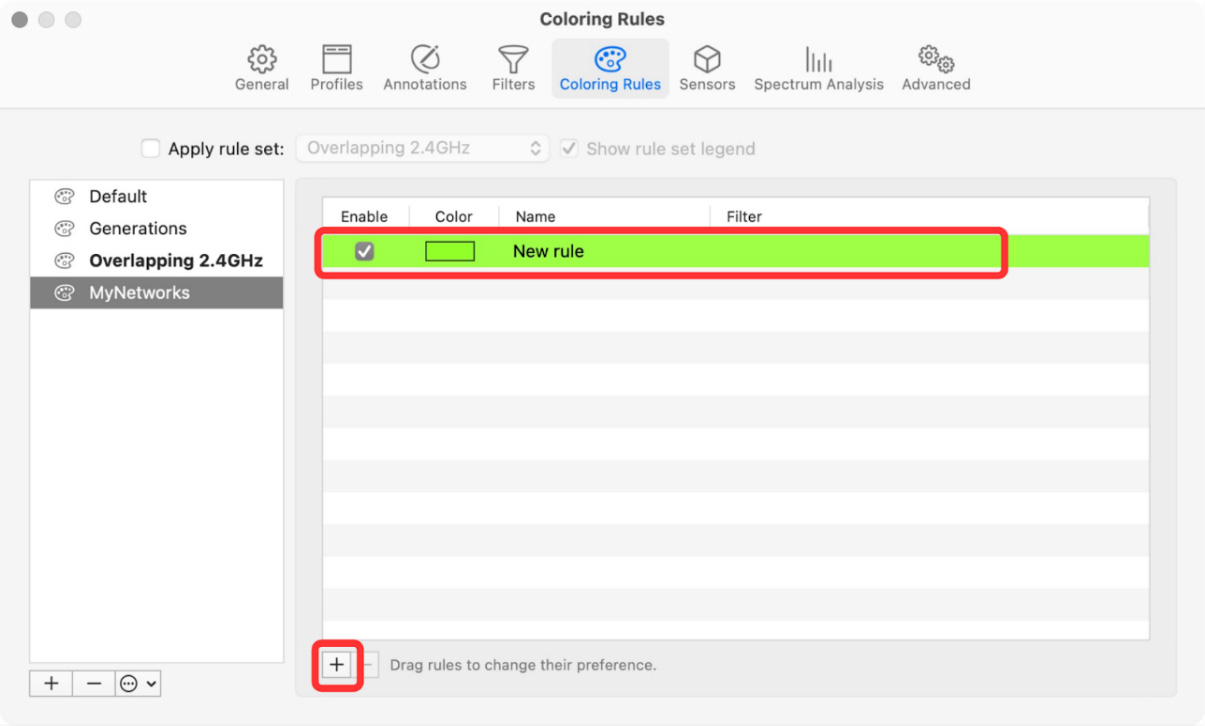 Coloring Rules
General Profiles Annotations Filters Coloring Rules Sensors Spectrum Analysis Advanced
Apply rule set: Overlapping 2.4GHz Show rule set legend
Default
Generations
Overlapping 2.4GHz
MyNetworks
Enable Color Name Filter
New rule
Drag rules to change their preference.